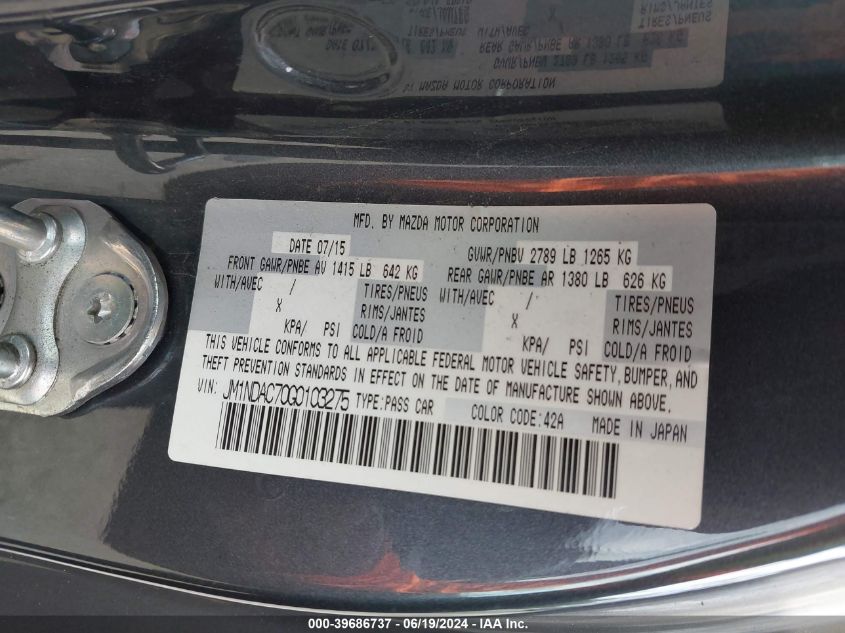 MFD. BY MAZDA MOTOR CORPORATION
DATE 07/15 GVWR/PNBV 2789 LB 1265 KG
FRONT GAWR/PNBE AV 1415 LB 642 KG REAR GAWR/PNBE AR 1380 LB 626 KG
WITH/AVEC / TIRES/PNEUS WITH/AVEC / TIRES/PNEUS
X RIMS/JANTES X RIMS/JANTES
KPA/ PSI COLD/A FROID KPA/ PSI COLD/A FROID
THIS VEHICLE CONFORMS TO ALL APPLICABLE FEDERAL MOTOR VEHICLE SAFETY, BUMPER, AND
THEFT PREVENTION STANDARDS IN EFFECT ON THE DATE OF MANUFACTURE SHOWN ABOVE.
VIN: JM1NDAC70G0103275 TYPE:PASS CAR COLOR CODE:42A MADE IN JAPAN
000-39686737 - 06/19/2024 - IAAI.com